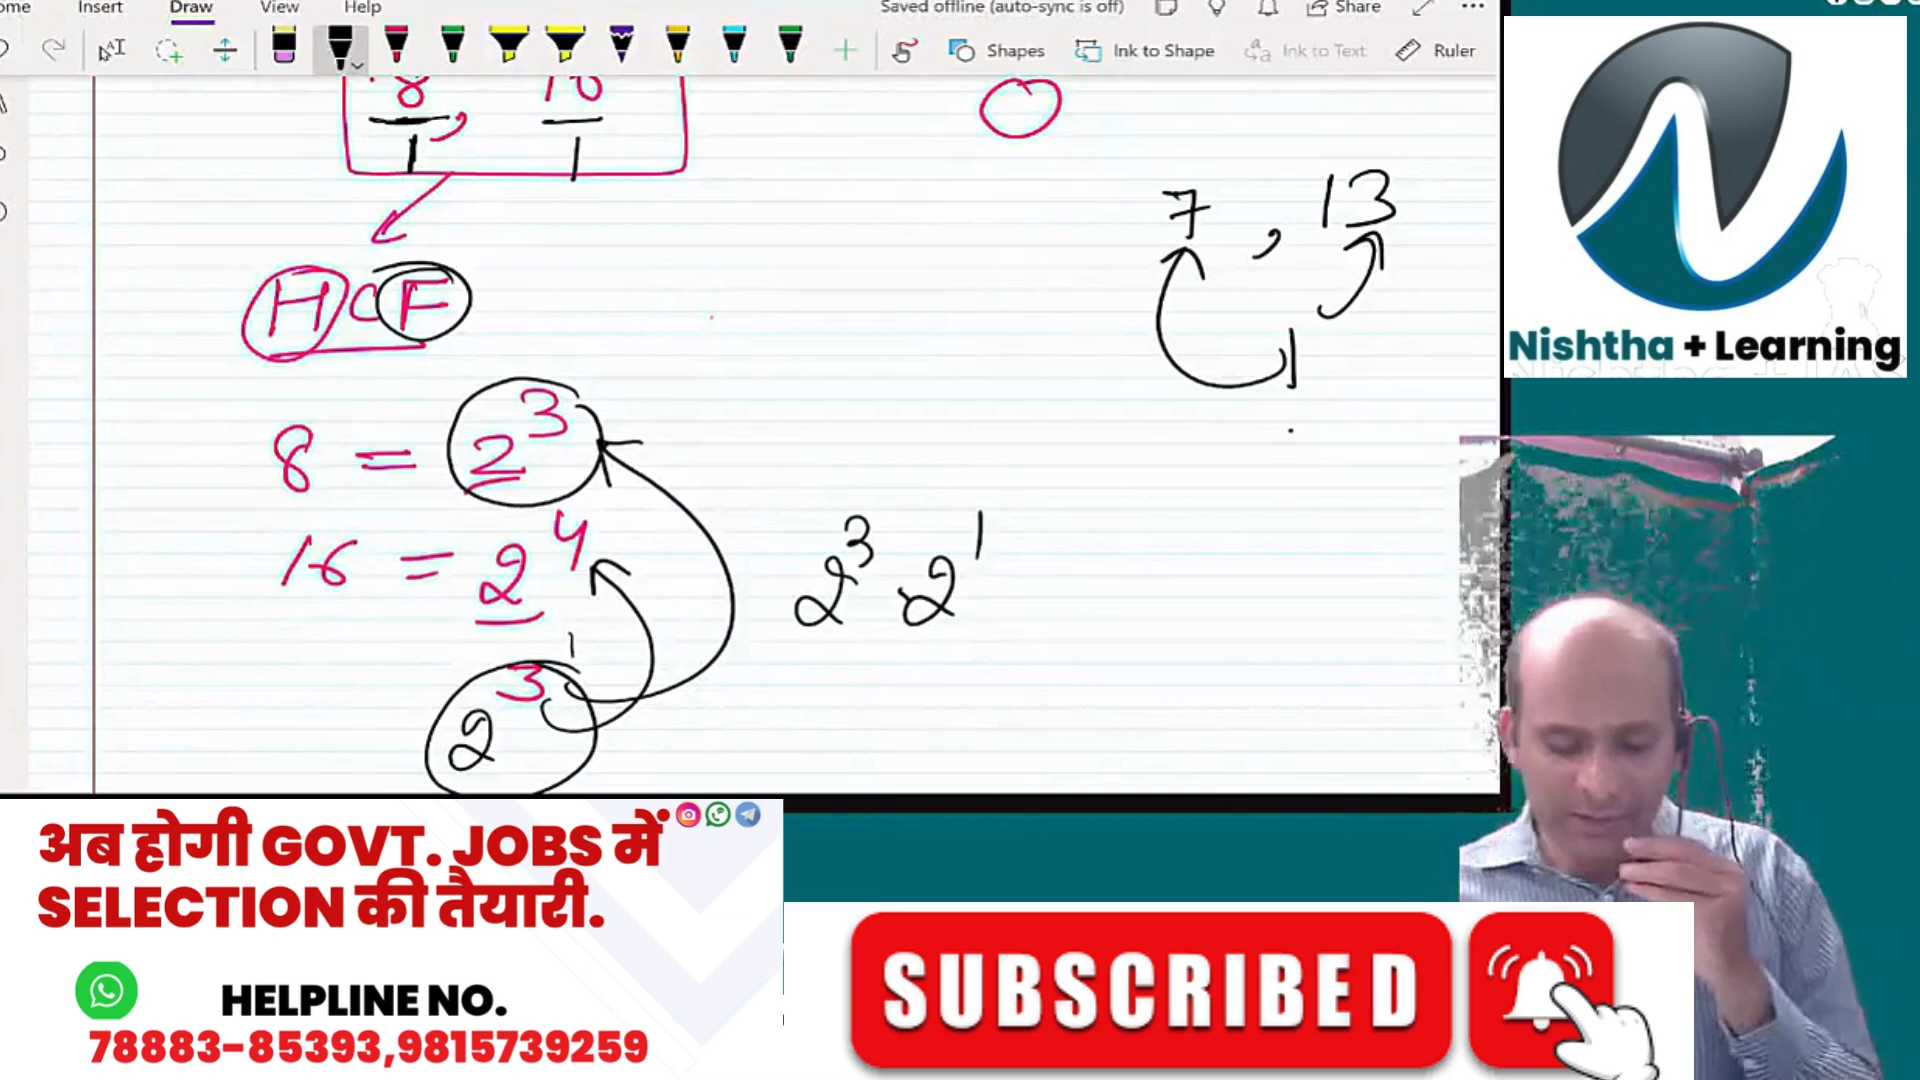 Insert Draw View Help Saved offline (auto-sync is off) Share
Shapes Ink to Shape Ink to Text Ruler
7 , 13
1
HCF
8 = 2³
16 = 2⁴
2³ . 2¹
2³
Nishtha + Learning
अब होगी GOVT. JOBS में
SELECTION की तैयारी.
HELPLINE NO.
78883-85393,9815739259
SUBSCRIBED